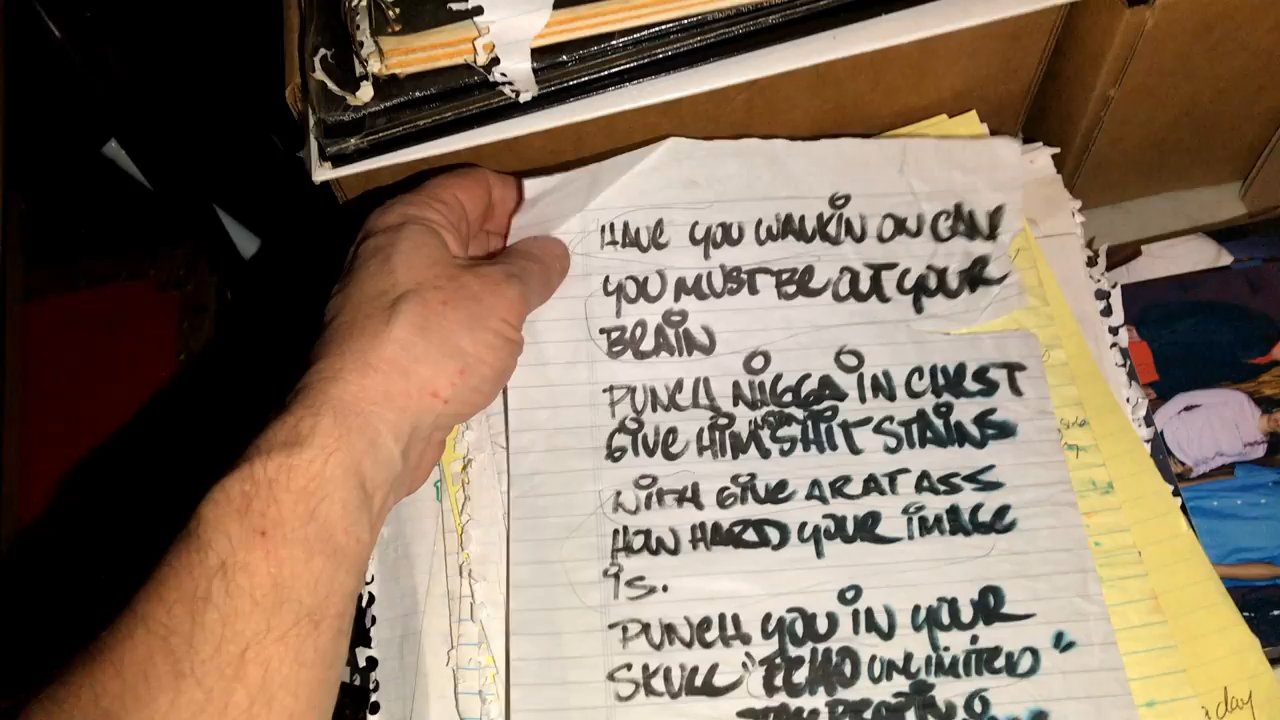 HAVE YOU WALKIN ON CANE
YOU MUST BE OUT YOUR
BRAIN
PUNCH NIGGA IN CHEST
GIVE HIM SHIT STAINS
WITH GIVE A RAT ASS
HOW HARD YOUR IMAGE
IS.
PUNCH YOU IN YOUR
SKULL "ECHO UNLIMITED"
day